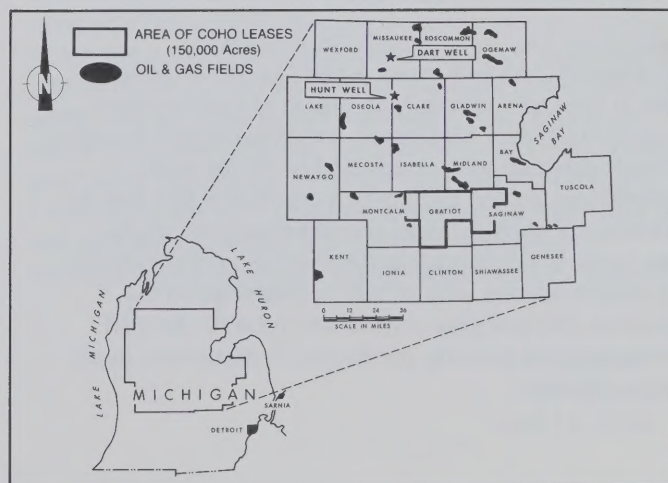 N
AREA OF COHO LEASES
(150,000 Acres)
OIL & GAS FIELDS
WEXFORD
MISSAUKEE
ROSCOMMON
OGEMAW
DART WELL
HUNT WELL
LAKE
OSEOLA
CLARE
GLADWIN
ARENA
SAGINAW
BAY
NEWAYGO
MECOSTA
ISABELLA
MIDLAND
BAY
TUSCOLA
MONTCALM
GRATIOT
SAGINAW
KENT
IONIA
CLINTON
SHIAWASSEE
GENESEE
0 12 24 36
SCALE IN MILES
LAKE MICHIGAN
LAKE HURON
MICHIGAN
SARNIA
DETROIT